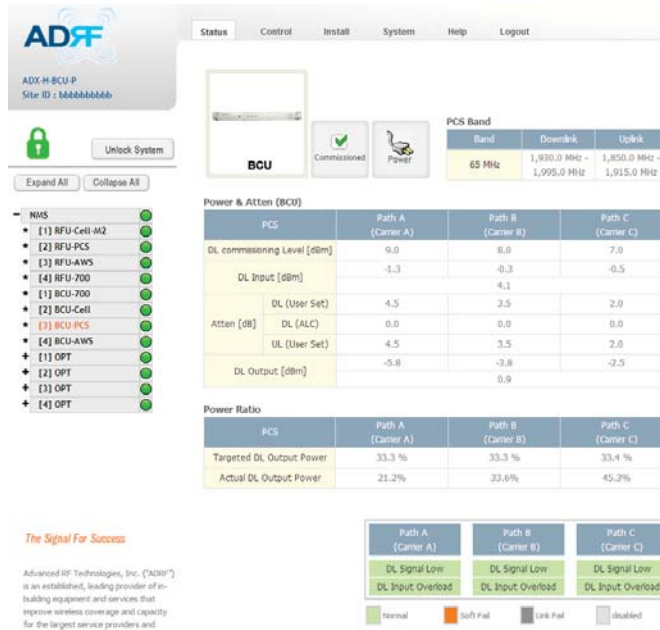 ADRF
Status Control Install System Help Logout
ADX-H-BCU-P
Site ID : bbbbbbbbbb
Unlock System
Expand All Collapse All
NMS
[1] RFU-Cell-M2
[2] RFU-PCS
[3] RFU-AWS
[4] RFU-700
[1] BCU-700
[2] BCU-Cell
[3] BCU-PCS
[4] BCU-AWS
[1] OPT
[2] OPT
[3] OPT
[4] OPT
BCU
Commissioned
Power
PCS Band
Band Downlink Uplink
65 MHz 1,930.0 MHz - 1,850.0 MHz -
1,995.0 MHz 1,915.0 MHz
Power & Atten (BCU)
PCS Path A Path B Path C
(Carrier A) (Carrier B) (Carrier C)
DL commissioning Level [dBm] 9.0 8.0 7.0
DL Input [dBm] -1.3 -0.3 -0.5
4.1
Atten [dB] DL (User Set) 4.5 3.5 2.0
DL (ALC) 0.0 0.0 0.0
UL (User Set) 4.5 3.5 2.0
DL Output [dBm] -5.8 -3.8 -2.5
0.9
Power Ratio
PCS Path A Path B Path C
(Carrier A) (Carrier B) (Carrier C)
Targeted DL Output Power 33.3 % 33.3 % 33.4 %
Actual DL Output Power 21.2% 33.6% 45.3%
The Signal For Success
Advanced RF Technologies, Inc. ("ADRF")
is an established, leading provider of in-
building equipment and services that
improve wireless coverage and capacity
for the largest service providers and
Path A Path B Path C
(Carrier A) (Carrier B) (Carrier C)
DL Signal Low DL Signal Low DL Signal Low
DL Input Overload DL Input Overload DL Input Overload
Normal Soft Fail Link Fail disabled